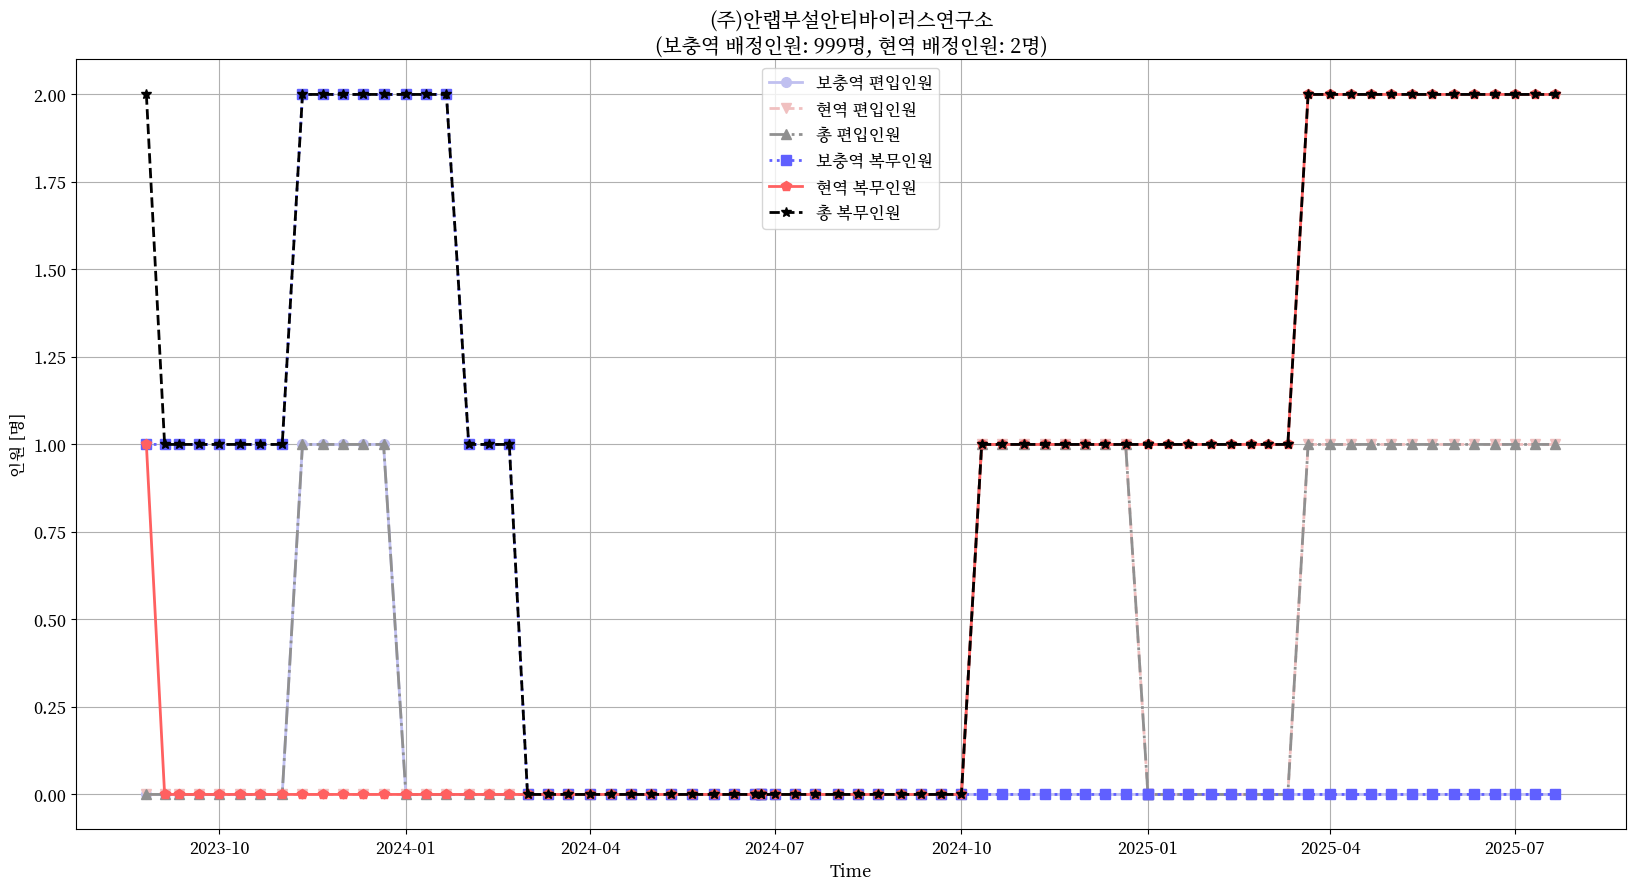 (주)안랩부설안티바이러스연구소
(보충역 배정인원: 999명, 현역 배정인원: 2명)
보충역 편입인원
현역 편입인원
총 편입인원
보충역 복무인원
현역 복무인원
총 복무인원
인원 [명]
2.00
1.75
1.50
1.25
1.00
0.75
0.50
0.25
0.00
2023-10
2024-01
2024-04
2024-07
2024-10
2025-01
2025-04
2025-07
Time